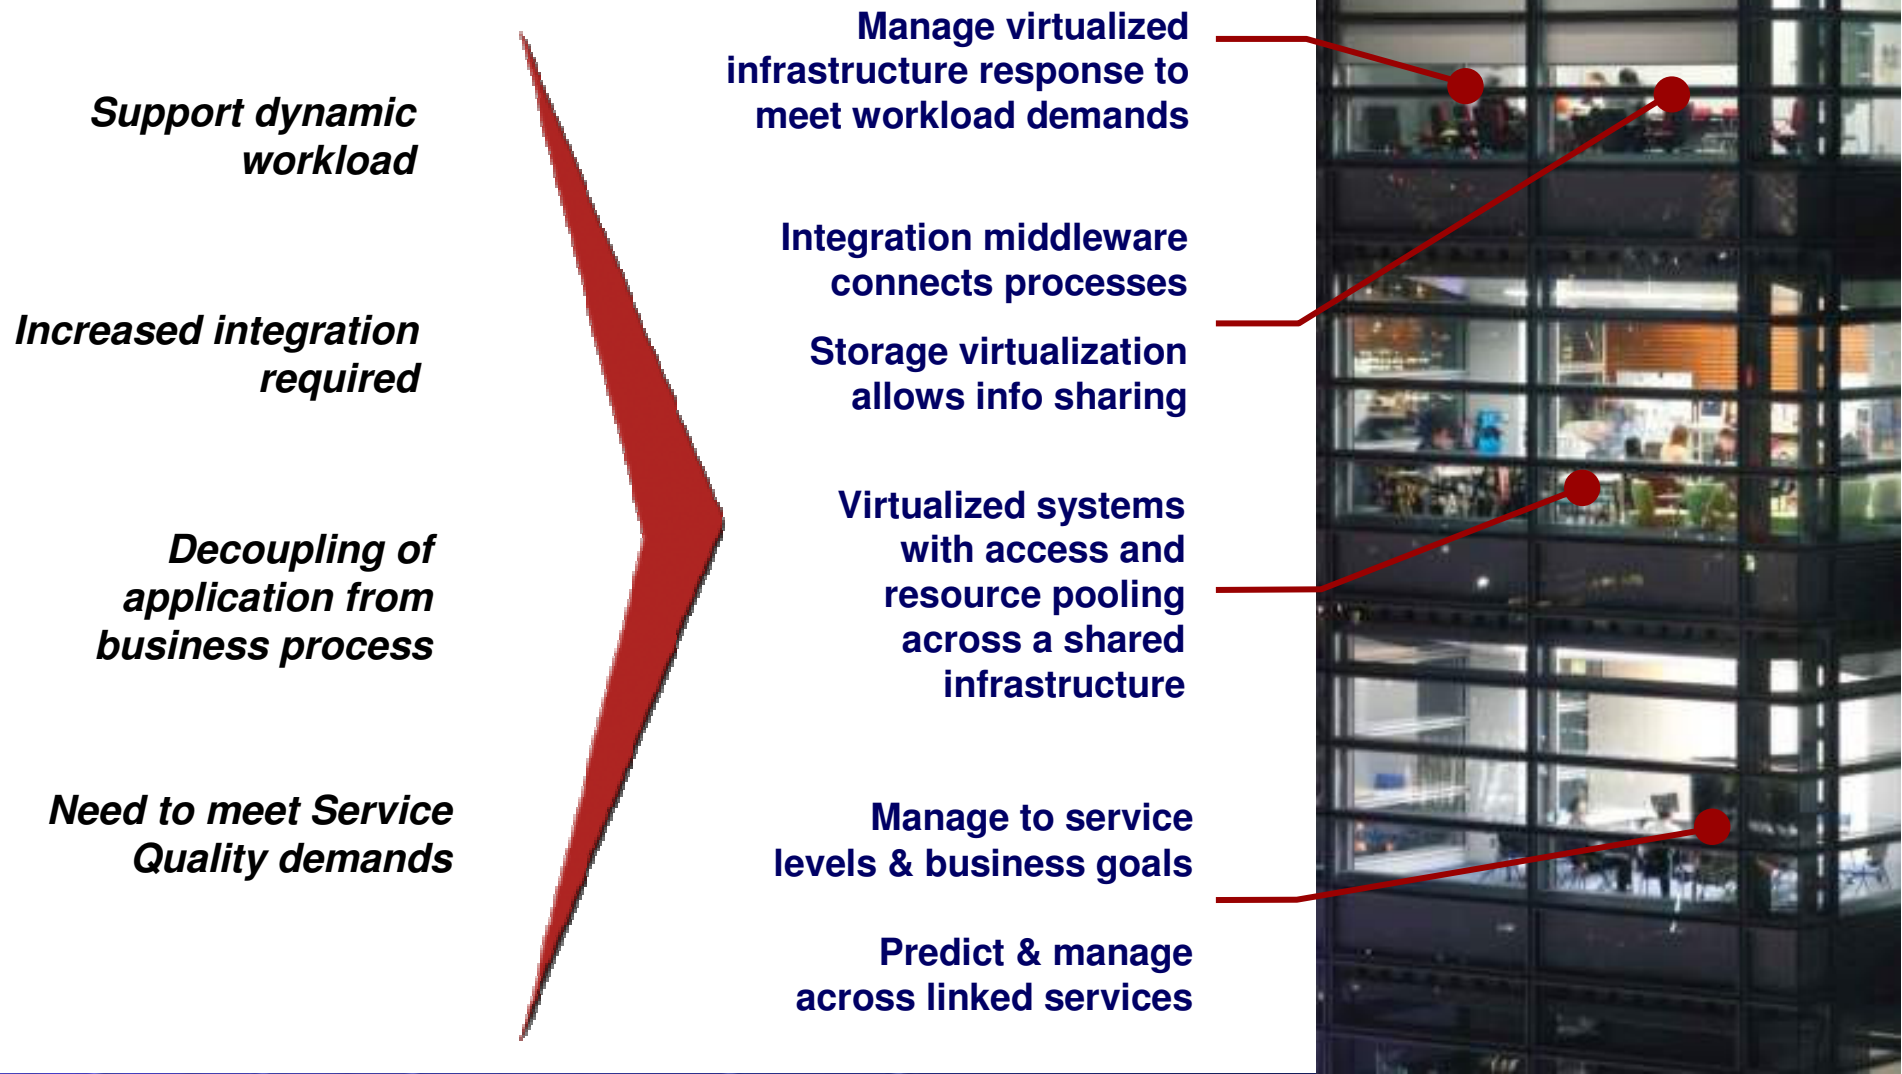 Support dynamic
workload
Increased integration
required
Decoupling of
application from
business process
Need to meet Service
Quality demands
Manage virtualized
infrastructure response to
meet workload demands
Integration middleware
connects processes
Storage virtualization
allows info sharing
Virtualized systems
with access and
resource pooling
across a shared
infrastructure
Manage to service
levels & business goals
Predict & manage
across linked services